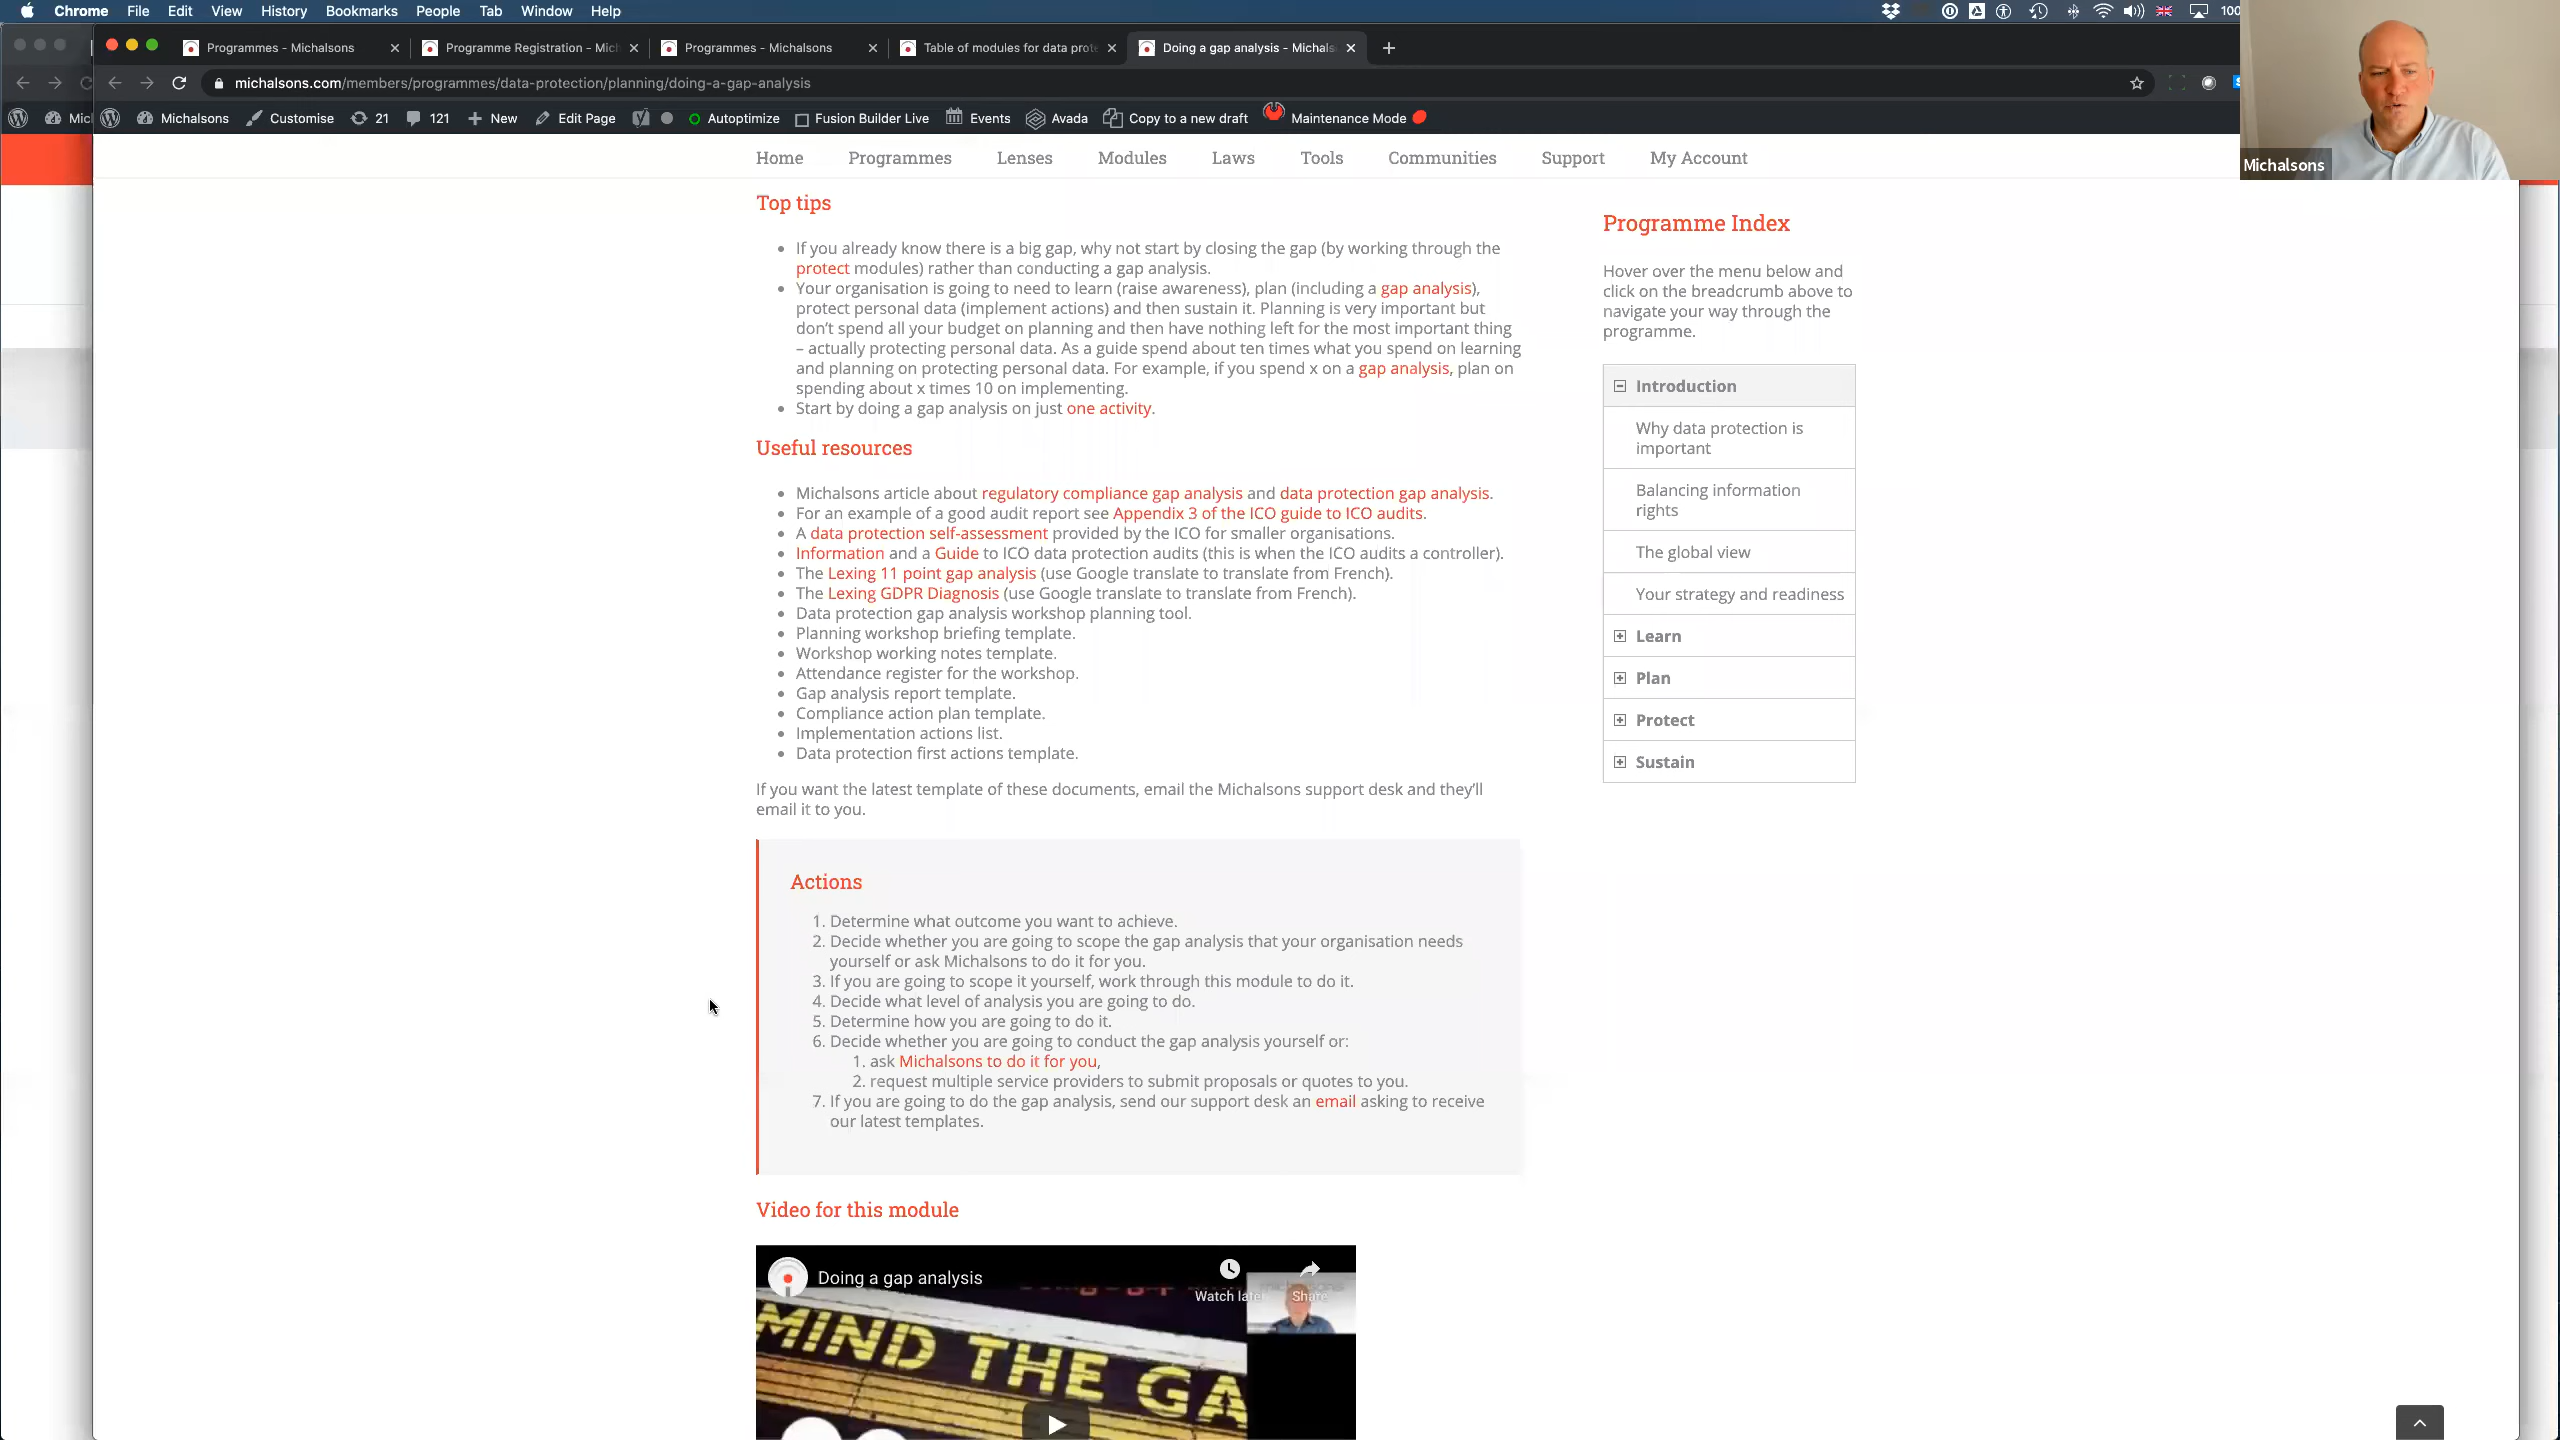 Chrome File Edit View History Bookmarks People Tab Window Help
100
Programmes - Michalsons
Programme Registration - Mich
Programmes - Michalsons
Table of modules for data prot
Doing a gap analysis - Michals
michalsons.com/members/programmes/data-protection/planning/doing-a-gap-analysis
Mic
Michalsons Customise 21 121 New Edit Page Autoptimize Fusion Builder Live Events Avada Copy to a new draft Maintenance Mode
Michalsons
Home Programmes Lenses Modules Laws Tools Communities Support My Account
Top tips
If you already know there is a big gap, why not start by closing the gap (by working through the
protect modules) rather than conducting a gap analysis.
Your organisation is going to need to learn (raise awareness), plan (including a gap analysis),
protect personal data (implement actions) and then sustain it. Planning is very important but
don't spend all your budget on planning and then have nothing left for the most important thing
– actually protecting personal data. As a guide spend about ten times what you spend on learning
and planning on protecting personal data. For example, if you spend x on a gap analysis, plan on
spending about x times 10 on implementing.
Start by doing a gap analysis on just one activity.
Useful resources
Michalsons article about regulatory compliance gap analysis and data protection gap analysis.
For an example of a good audit report see Appendix 3 of the ICO guide to ICO audits.
A data protection self-assessment provided by the ICO for smaller organisations.
Information and a Guide to ICO data protection audits (this is when the ICO audits a controller).
The Lexing 11 point gap analysis (use Google translate to translate from French).
The Lexing GDPR Diagnosis (use Google translate to translate from French).
Data protection gap analysis workshop planning tool.
Planning workshop briefing template.
Workshop working notes template.
Attendance register for the workshop.
Gap analysis report template.
Compliance action plan template.
Implementation actions list.
Data protection first actions template.
If you want the latest template of these documents, email the Michalsons support desk and they'll
email it to you.
Actions
1. Determine what outcome you want to achieve.
2. Decide whether you are going to scope the gap analysis that your organisation needs
yourself or ask Michalsons to do it for you.
3. If you are going to scope it yourself, work through this module to do it.
4. Decide what level of analysis you are going to do.
5. Determine how you are going to do it.
6. Decide whether you are going to conduct the gap analysis yourself or:
1. ask Michalsons to do it for you,
2. request multiple service providers to submit proposals or quotes to you.
7. If you are going to do the gap analysis, send our support desk an email asking to receive
our latest templates.
Video for this module
Doing a gap analysis
Watch late Share
MIND THE GA
Programme Index
Hover over the menu below and
click on the breadcrumb above to
navigate your way through the
programme.
Introduction
Why data protection is
important
Balancing information
rights
The global view
Your strategy and readiness
Learn
Plan
Protect
Sustain